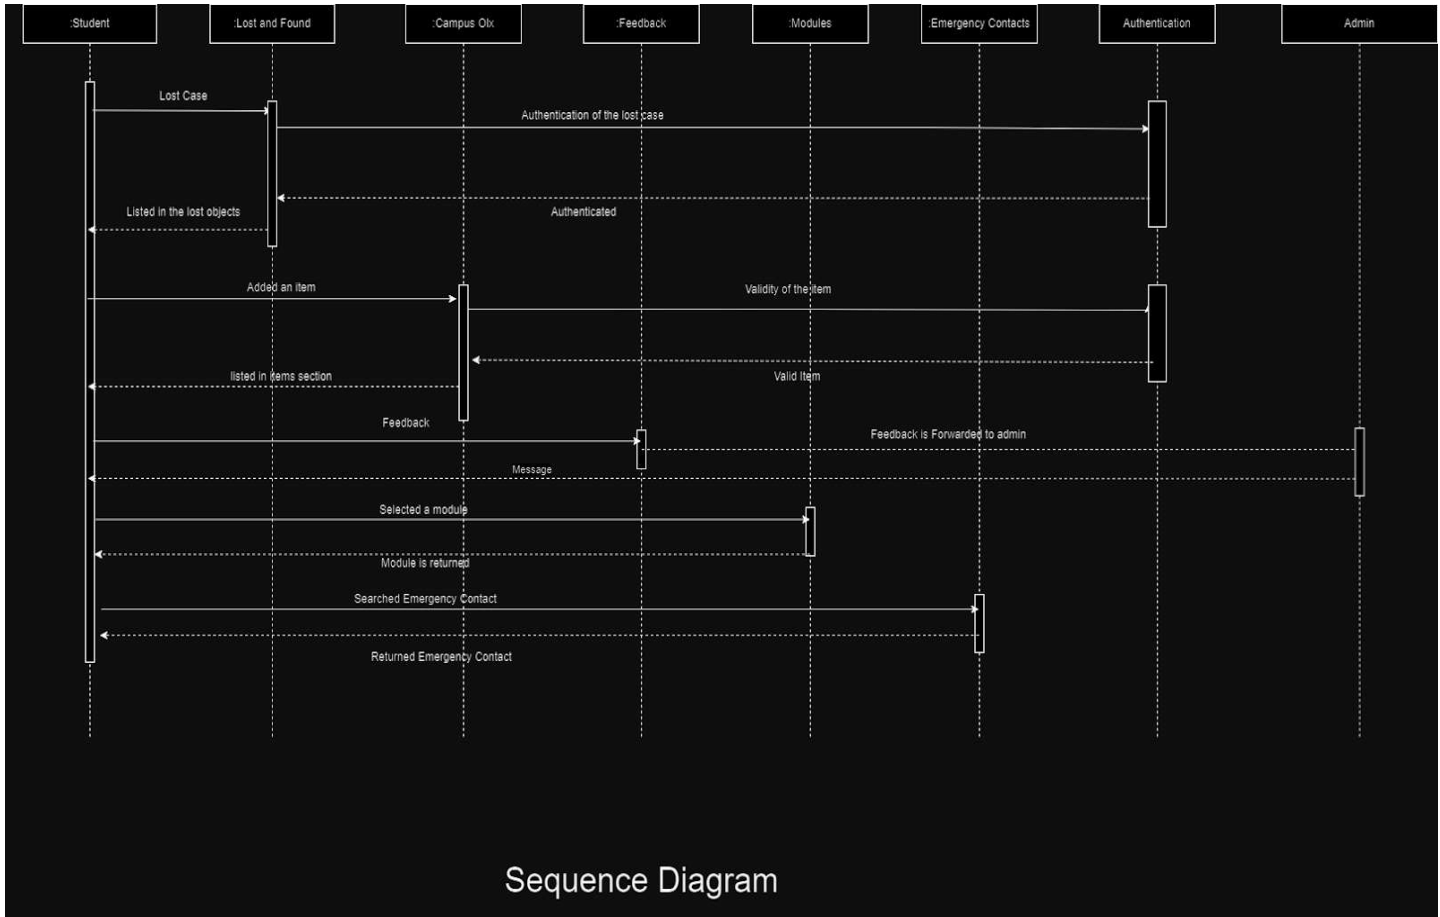 :Student
:Lost and Found
:Campus Olx
:Feedback
:Modules
:Emergency Contacts
Authentication
Admin
Lost Case
Authentication of the lost case
Listed in the lost objects
Authenticated
Added an item
Validity of the item
listed in items section
Valid Item
Feedback
Feedback is Forwarded to admin
Message
Selected a module
Module is returned
Searched Emergency Contact
Returned Emergency Contact
Sequence Diagram